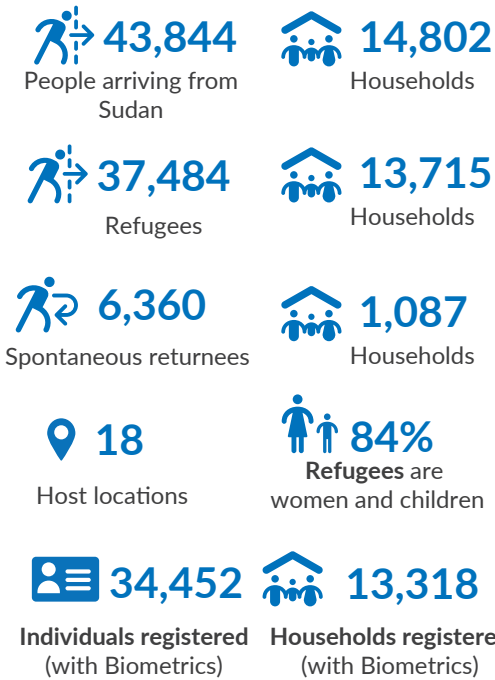 43,844
People arriving from
Sudan
14,802
Households
37,484
Refugees
13,715
Households
6,360
Spontaneous returnees
1,087
Households
18
Host locations
84%
Refugees are
women and children
34,452
Individuals registered
(with Biometrics)
13,318
Households registere
(with Biometrics)